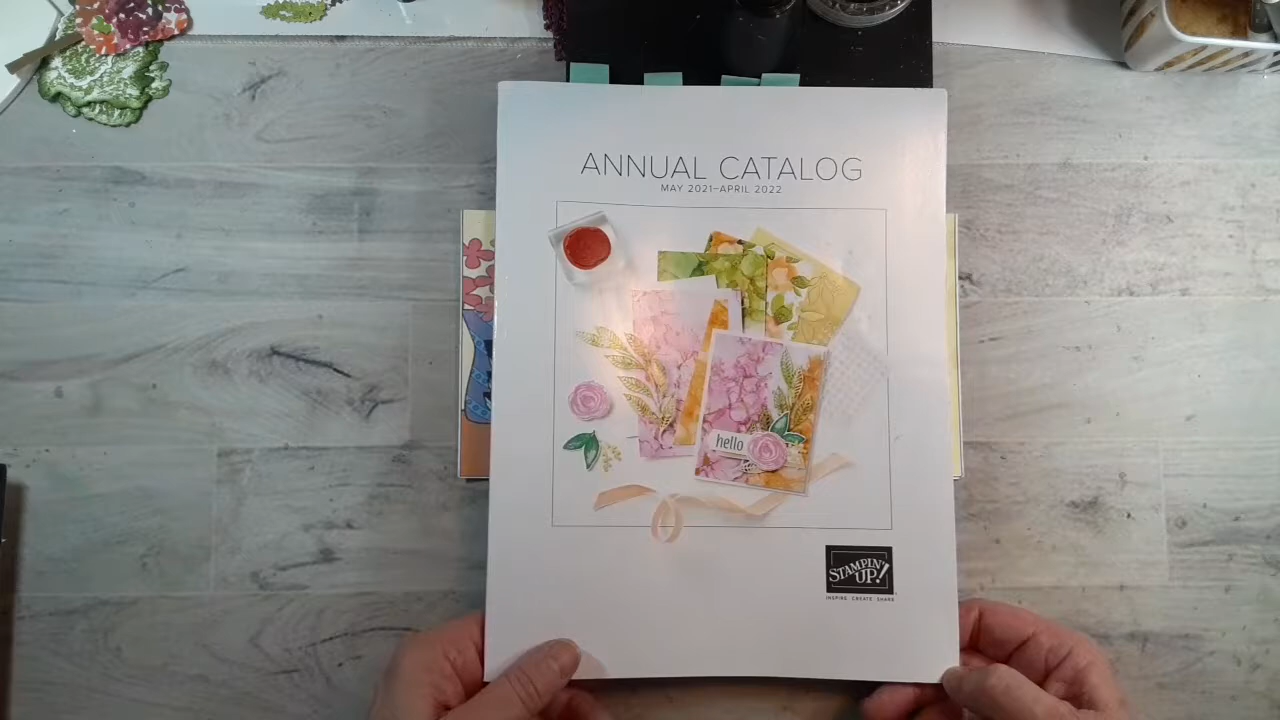 ANNUAL CATALOG
MAY 2021–APRIL 2022
hello
STAMPIN'
UP!
INSPIRE. CREATE. SHARE.